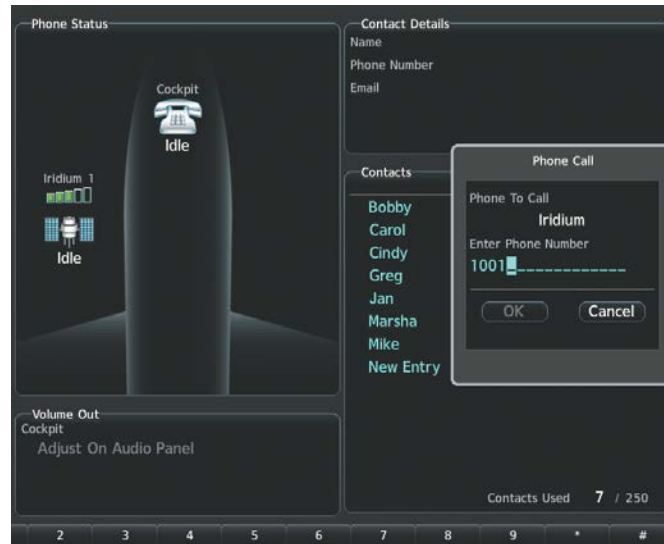 Phone Status
Cockpit
Idle
Iridium 1
Idle
Volume Out
Cockpit
Adjust On Audio Panel
Contact Details
Name
Phone Number
Email
Contacts
Bobby
Carol
Cindy
Greg
Jan
Marsha
Mike
New Entry
Contacts Used 7 / 250
Phone Call
Phone To Call
Iridium
Enter Phone Number
1001_____________
OK Cancel
2 3 4 5 6 7 8 9 * #